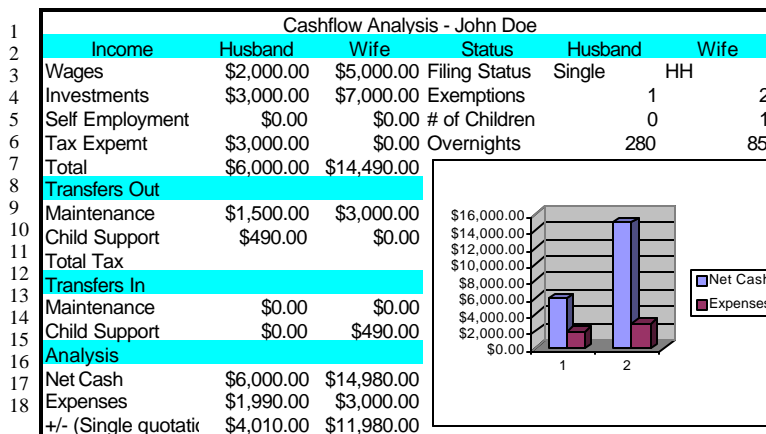 1 Cashflow Analysis - John Doe
2 Income Husband Wife Status Husband Wife
3 Wages $2,000.00 $5,000.00 Filing Status Single HH
4 Investments $3,000.00 $7,000.00 Exemptions 1 2
5 Self Employment $0.00 $0.00 # of Children 0 1
6 Tax Expemt $3,000.00 $0.00 Overnights 280 85
7 Total $6,000.00 $14,490.00
8 Transfers Out
9 Maintenance $1,500.00 $3,000.00
10 Child Support $490.00 $0.00
11 Total Tax
12 Transfers In
13 Maintenance $0.00 $0.00
14 Child Support $0.00 $490.00
15 Analysis
16 Net Cash $6,000.00 $14,980.00
17 Expenses $1,990.00 $3,000.00
18 +/- (Single quotatic $4,010.00 $11,980.00
$16,000.00
$14,000.00
$12,000.00
$10,000.00
$8,000.00
$6,000.00
$4,000.00
$2,000.00
$0.00
1 2
Net Cash
Expenses